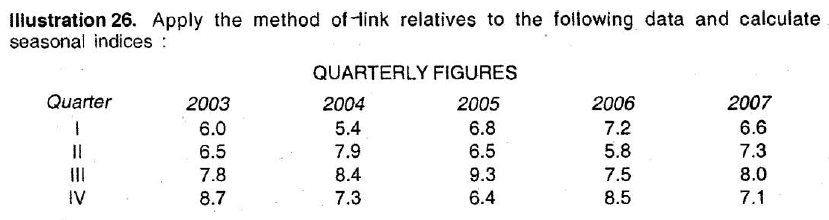 Illustration 26. Apply the method of link relatives to the following data and calculate
seasonal indices :
QUARTERLY FIGURES
Quarter 2003 2004 2005 2006 2007
I 6.0 5.4 6.8 7.2 6.6
II 6.5 7.9 6.5 5.8 7.3
III 7.8 8.4 9.3 7.5 8.0
IV 8.7 7.3 6.4 8.5 7.1